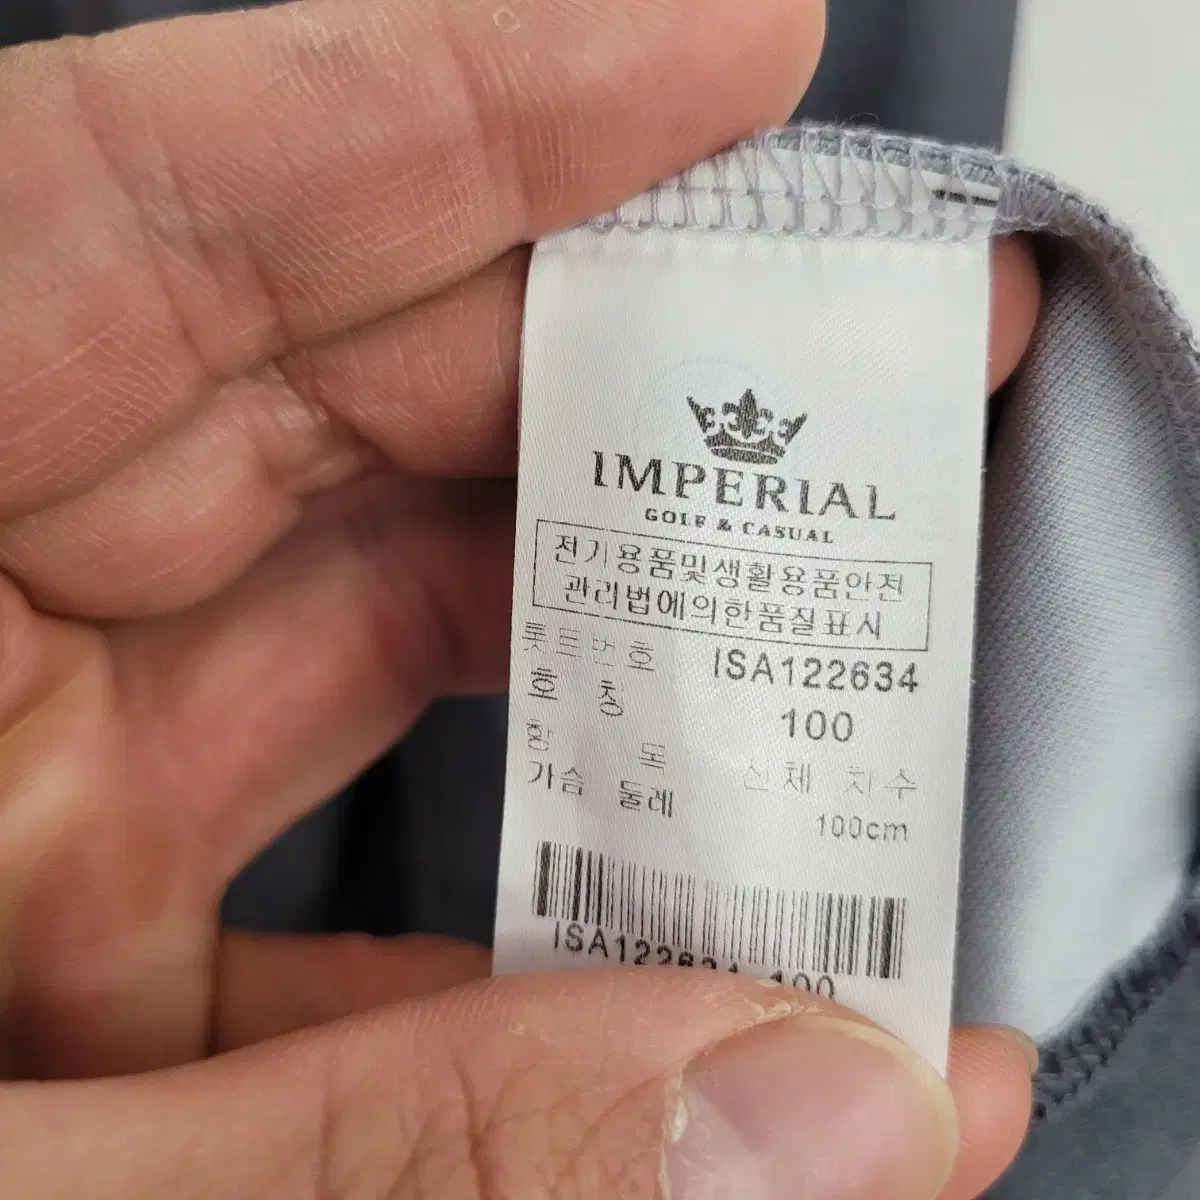 IMPERIAL
GOLF & CASUAL
전기용품및생활용품안전
관리법에의한품질표시
롯트번호 ISA122634
호 칭 100
항 목 신체 치수
가슴 둘레 100cm
ISA122634 100